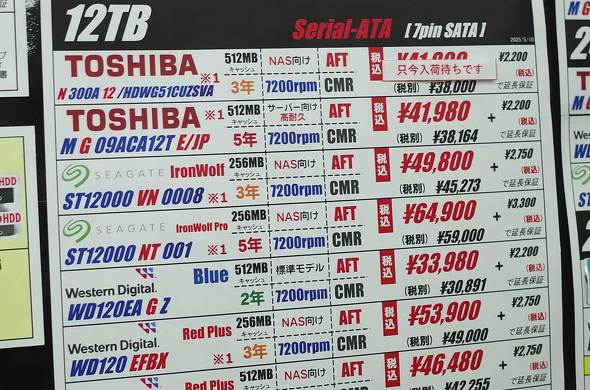 12TB Serial-ATA [ 7pin SATA ] 2025/5/10
TOSHIBA ※1 512MB キャッシュ NAS向け AFT 税込 只今入荷待ちです +¥2,200 (税込)
N 300A 12 /HDWG51CUZSVA 3年 7200rpm CMR (税別) ¥38,000 で延長保証
TOSHIBA ※1 512MB キャッシュ サーバー向け 高耐久 AFT 税込 ¥41,980 + ¥2,200 (税込)
M G 09ACA12T E/JP 5年 7200rpm CMR (税別) ¥38,164 で延長保証
SEAGATE IronWolf 256MB キャッシュ NAS向け AFT 税込 ¥49,800 + ¥2,750 (税込)
ST12000 VN 0008 ※1 3年 7200rpm CMR (税別) ¥45,273 で延長保証
SEAGATE IronWolf Pro 256MB キャッシュ NAS向け AFT 税込 ¥64,900 + ¥3,300 (税込)
ST12000 NT 001 ※1 5年 7200rpm CMR (税別) ¥59,000 で延長保証
Western Digital. Blue 512MB キャッシュ 標準モデル AFT 税込 ¥33,980 + ¥2,200 (税込)
WD120EA G Z 2年 7200rpm CMR (税別) ¥30,891 で延長保証
Western Digital. Red Plus 256MB キャッシュ NAS向け AFT 税込 ¥53,900 + ¥2,750 (税込)
WD120 EFBX ※1 3年 7200rpm CMR (税別) ¥49,000 で延長保証
Western Digital. Red Plus 512MB キャッシュ NAS向け AFT 税込 ¥46,480 + ¥2,750 (税込)